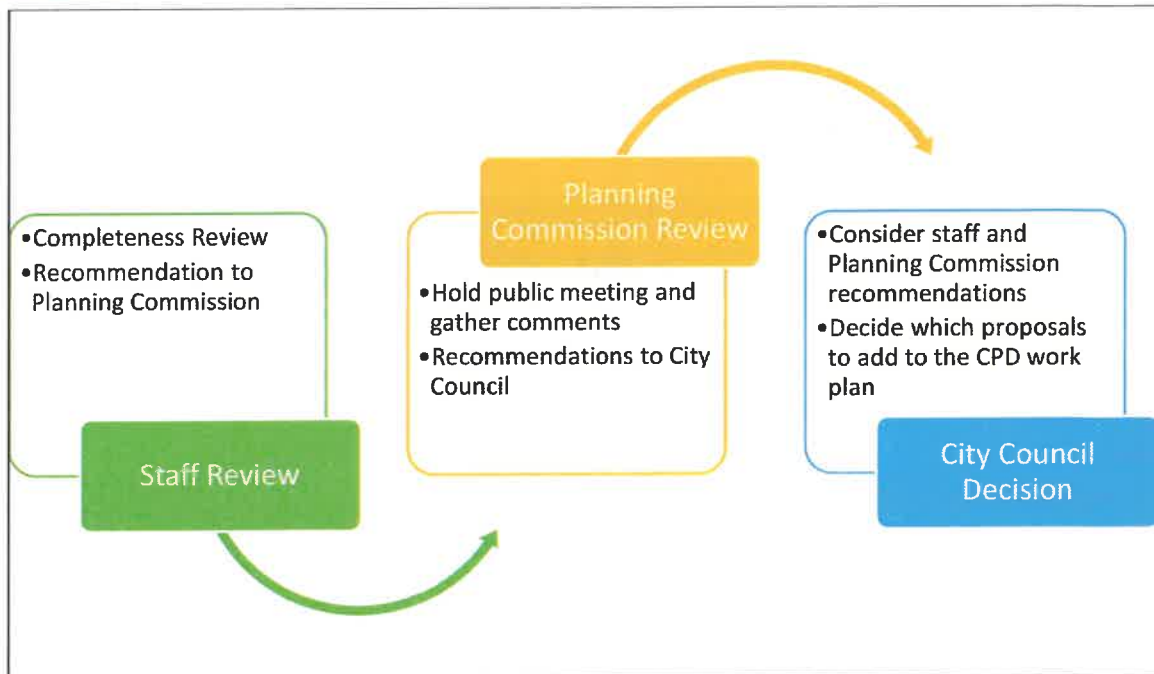 •Completeness Review
•Recommendation to
Planning Commission
Staff Review
Planning
Commission Review
•Hold public meeting and
gather comments
•Recommendations to City
Council
•Consider staff and
Planning Commission
recommendations
•Decide which proposals
to add to the CPD work
plan
City Council
Decision